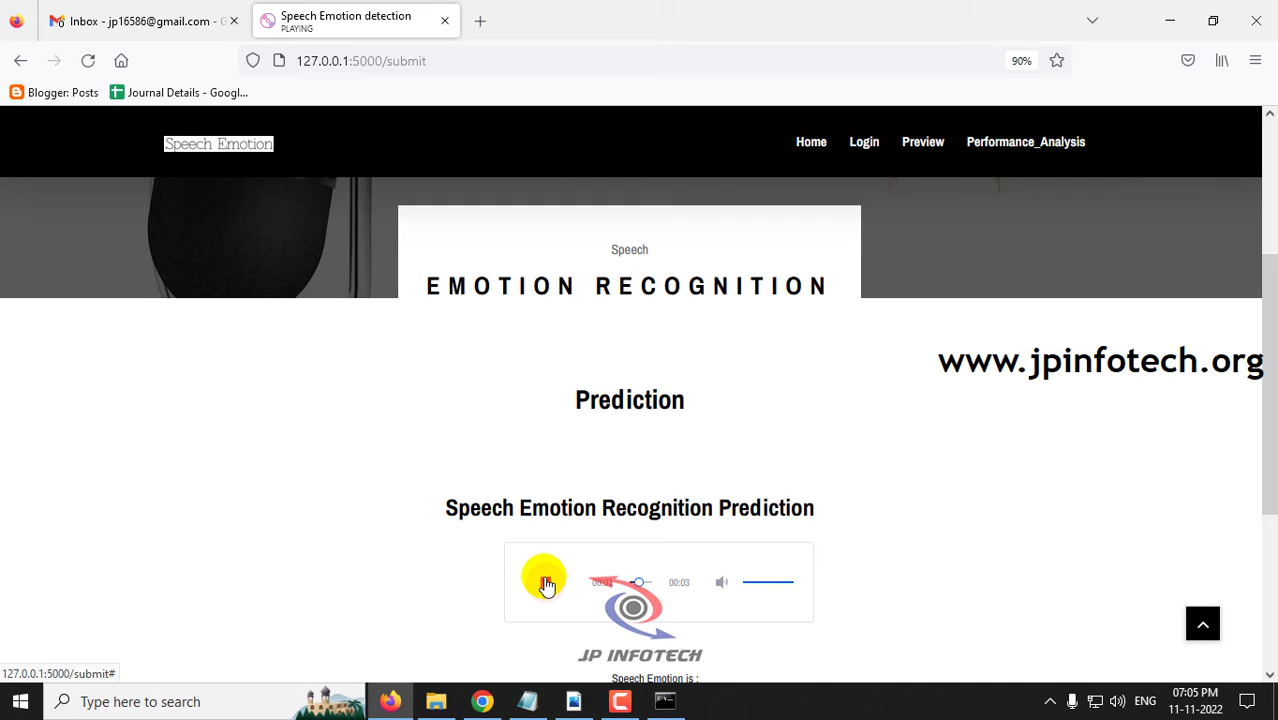 Inbox - jp16586@gmail.com - G
Speech Emotion detection
PLAYING
127.0.0.1:5000/submit
90%
Blogger: Posts
Journal Details - Googl...
Speech Emotion
Home
Login
Preview
Performance_Analysis
Speech
EMOTION RECOGNITION
www.jpinfotech.org
Prediction
Speech Emotion Recognition Prediction
00:01
00:03
JP INFOTECH
Speech Emotion is :
127.0.0.1:5000/submit#
Type here to search
ENG
07:05 PM
11-11-2022